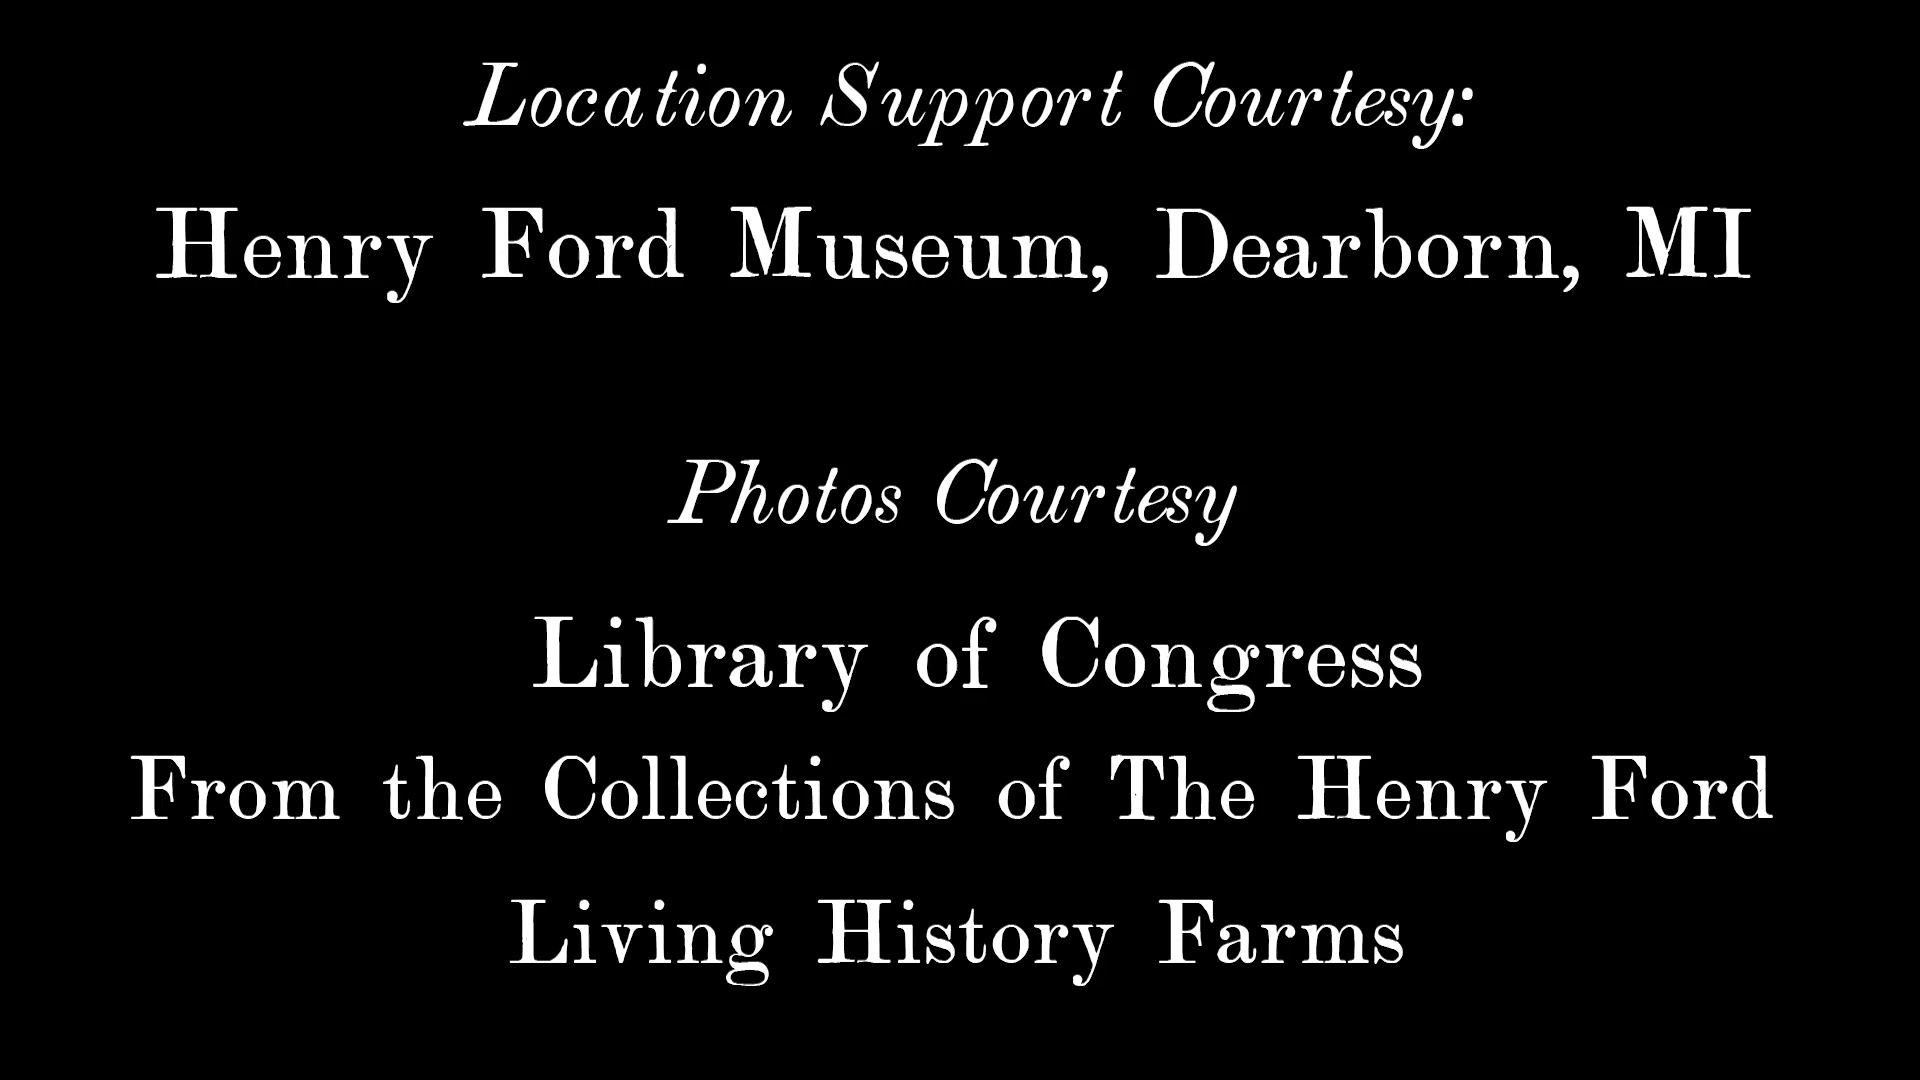 Location Support Courtesy:
Henry Ford Museum, Dearborn, MI
Photos Courtesy
Library of Congress
From the Collections of The Henry Ford
Living History Farms